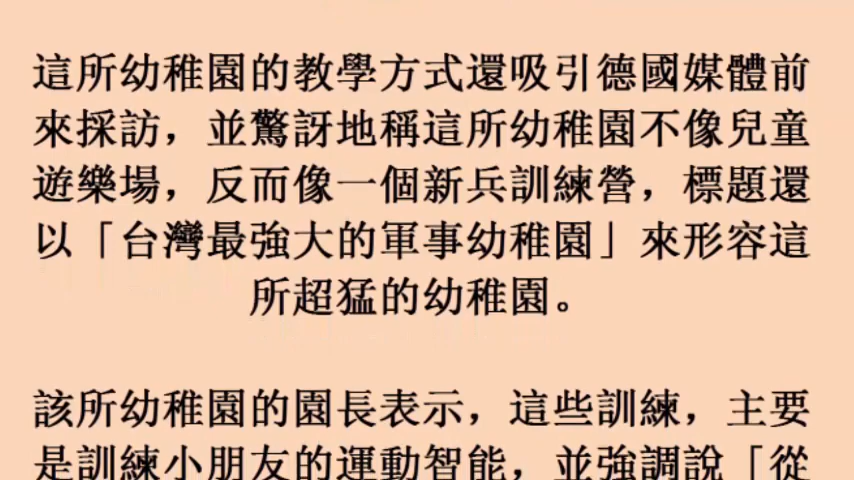 這所幼稚園的教學方式還吸引德國媒體前
來採訪，並驚訝地稱這所幼稚園不像兒童
遊樂場，反而像一個新兵訓練營，標題還
以「台灣最強大的軍事幼稚園」來形容這
所超猛的幼稚園。
該所幼稚園的園長表示，這些訓練，主要
是訓練小朋友的運動智能，並強調說「從